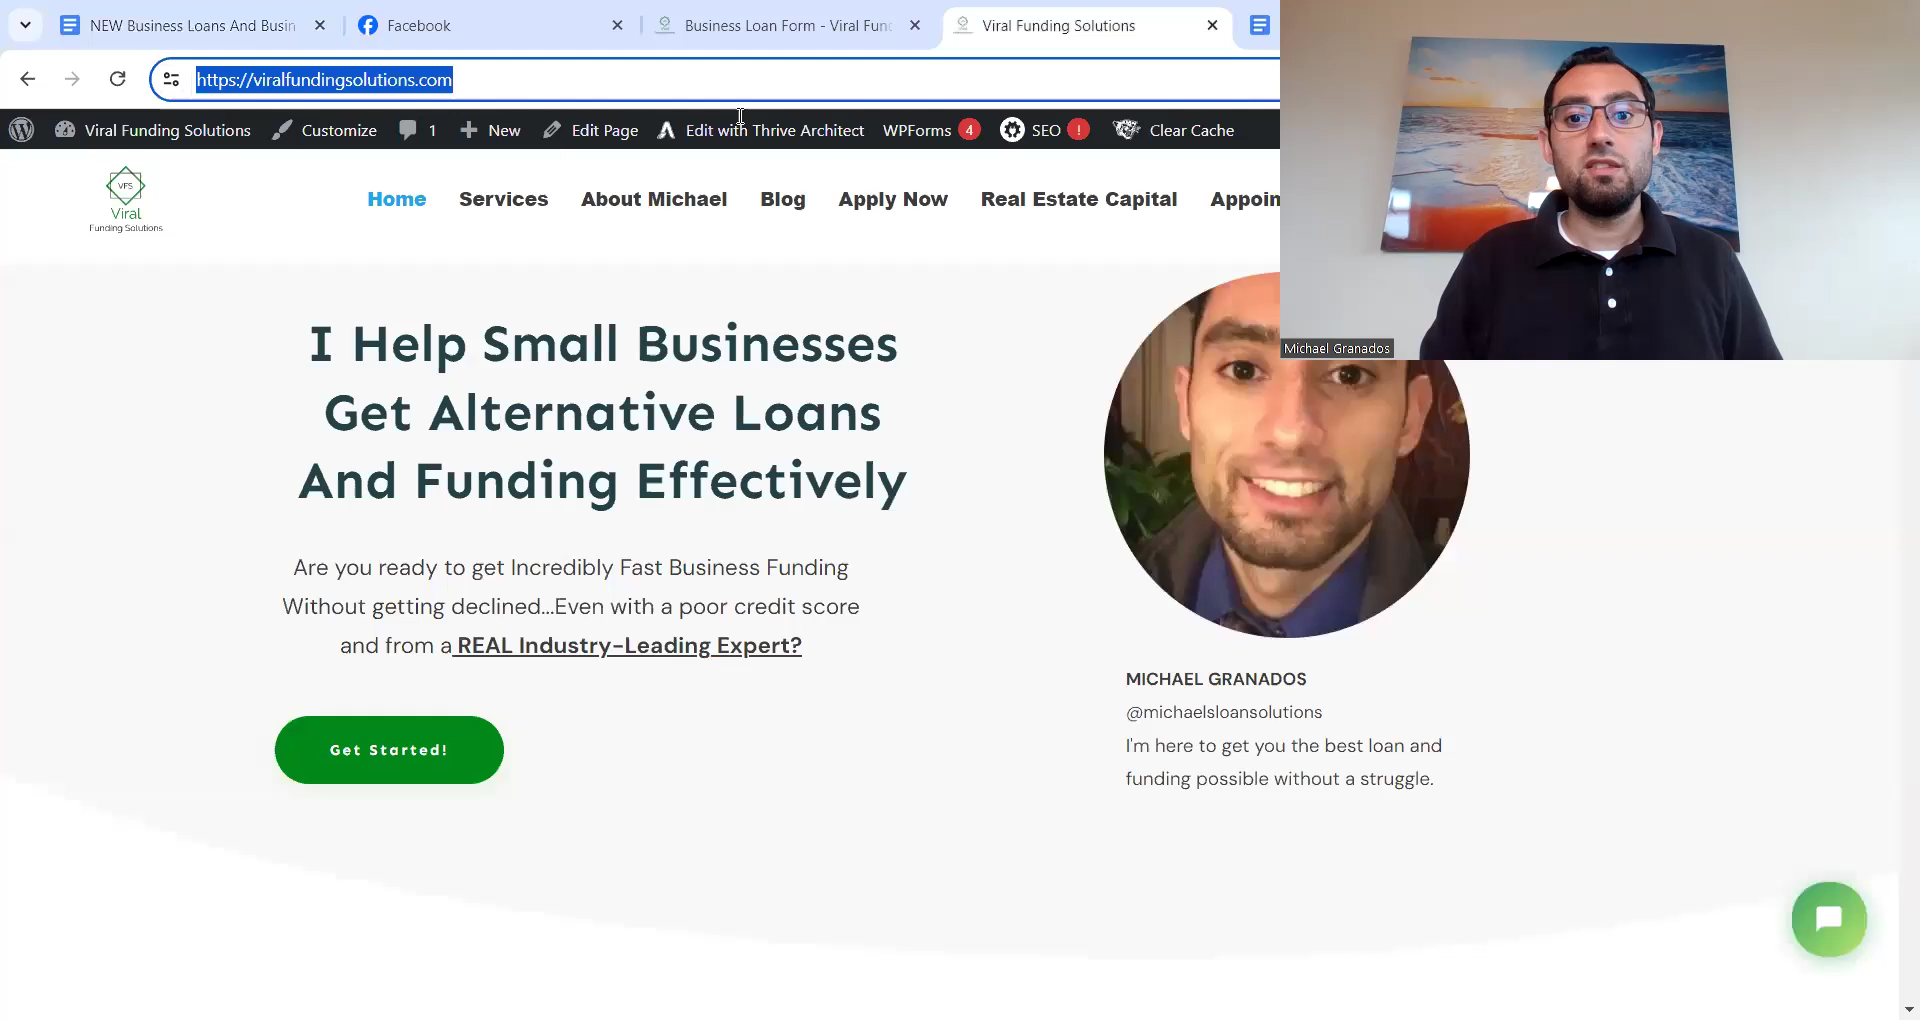 NEW Business Loans And Busin
Facebook
Business Loan Form - Viral Fund
Viral Funding Solutions
https://viralfundingsolutions.com
Viral Funding Solutions
Customize
1
New
Edit Page
Edit with Thrive Architect
WPForms 4
SEO !
Clear Cache
VFS
Viral
Funding Solutions
Home
Services
About Michael
Blog
Apply Now
Real Estate Capital
Appoin
Michael Granados
I Help Small Businesses
Get Alternative Loans
And Funding Effectively
Are you ready to get Incredibly Fast Business Funding
Without getting declined...Even with a poor credit score
and from a REAL Industry-Leading Expert?
Get Started!
MICHAEL GRANADOS
@michaelsloansolutions
I'm here to get you the best loan and
funding possible without a struggle.